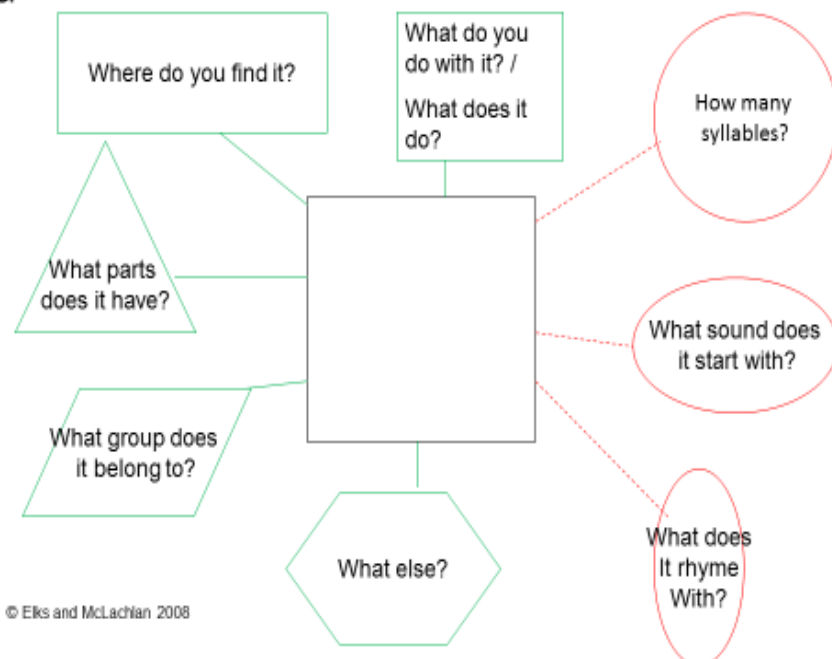 Where do you find it?
What do you
do with it? /
What does it
do?
How many
syllables?
What parts
does it have?
What sound does
it start with?
What group does
it belong to?
What else?
What does
It rhyme
With?
© Elks and McLachlan 2008